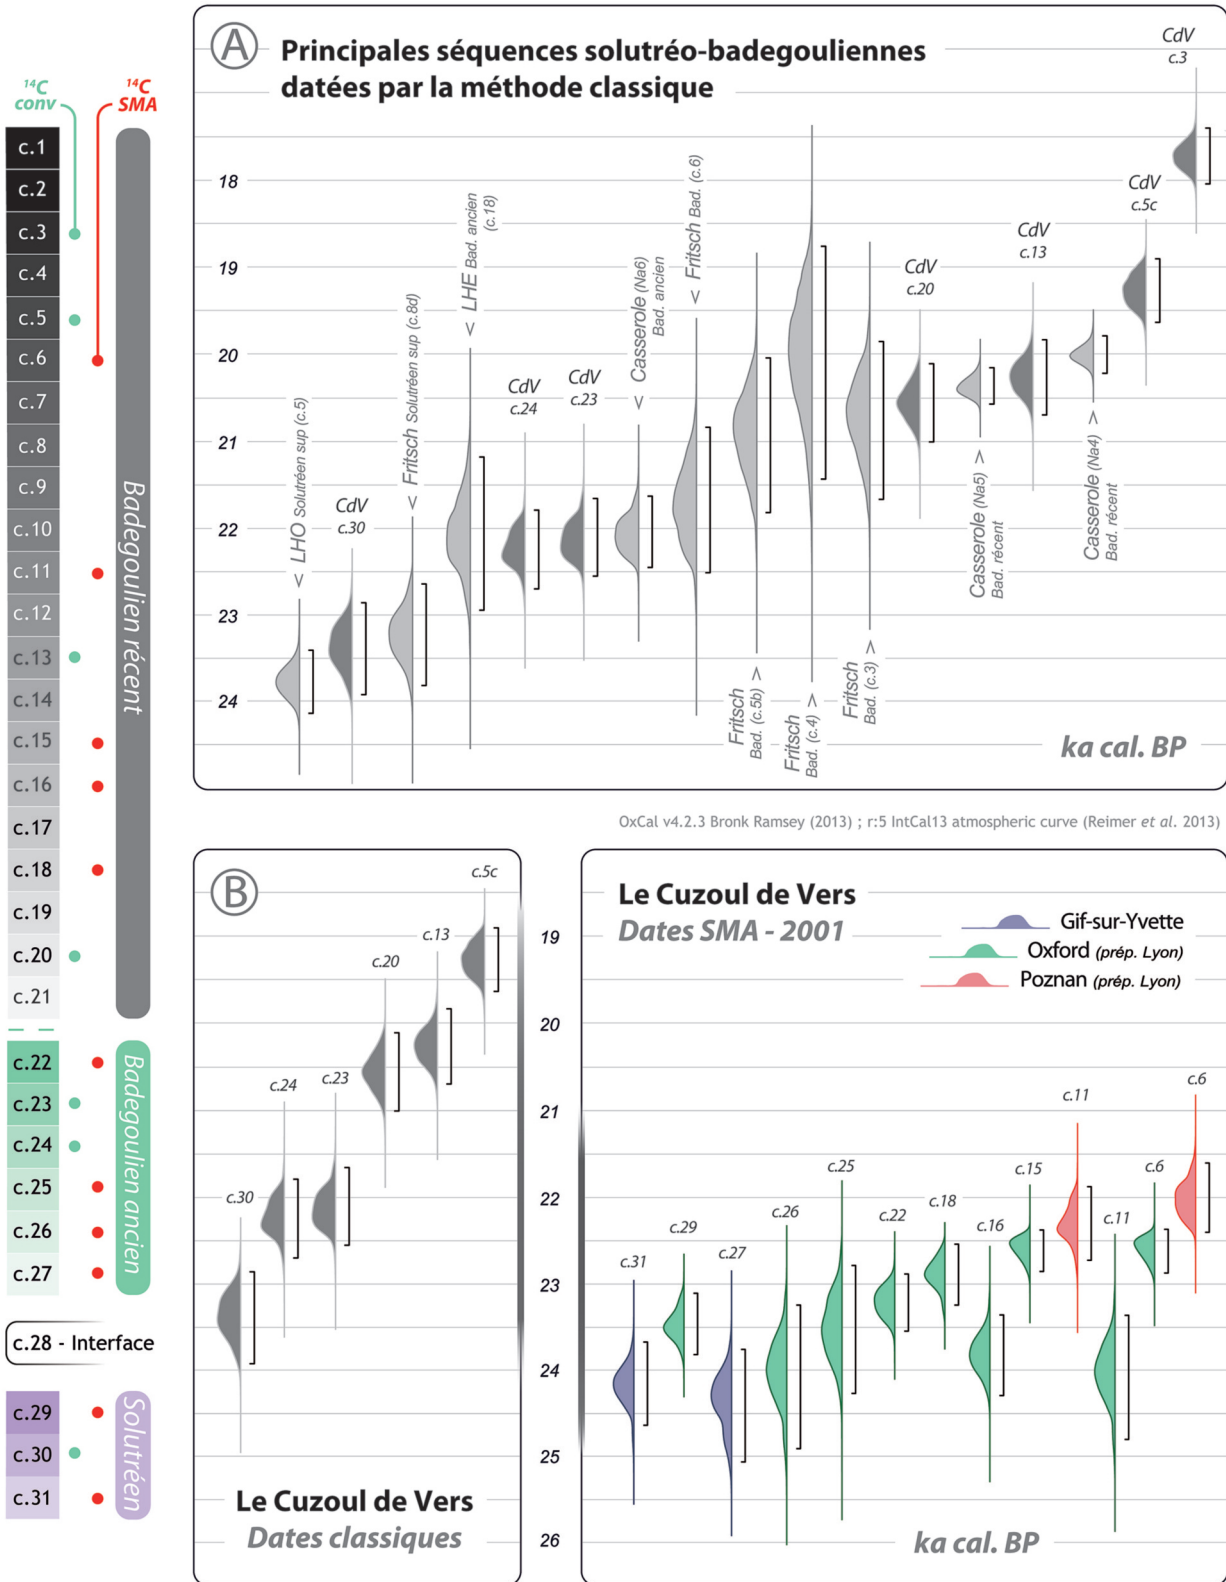 14C
conv
14C
SMA
c.1
c.2
c.3
c.4
c.5
c.6
c.7
c.8
c.9
c.10
c.11
c.12
c.13
c.14
c.15
c.16
c.17
c.18
c.19
c.20
c.21
Badegoulien récent
c.22
c.23
c.24
c.25
c.26
c.27
Badegoulien ancien
c.28 - Interface
c.29
c.30
c.31
Solutréen
A
Principales séquences solutréo-badegouliennes
datées par la méthode classique
18
19
20
21
22
23
24
< LHO Solutréen sup (c.5)
CdV
c.30
< Fritsch Solutréen sup (c.8d)
< LHE Bad. ancien
(c.18)
CdV
c.24
CdV
c.23
< Casserole (Na6)
Bad. ancien
< Fritsch Bad. (c.6)
Fritsch
Bad. (c.5b) >
Fritsch
Bad. (c.4) >
Fritsch
Bad. (c.3) >
CdV
c.20
Casserole (Na5) >
Bad. récent
CdV
c.13
Casserole (Na4) >
Bad. récent
CdV
c.5c
CdV
c.3
ka cal. BP
OxCal v4.2.3 Bronk Ramsey (2013) ; r:5 IntCal13 atmospheric curve (Reimer et al. 2013)
B
c.30
c.24
c.23
c.20
c.13
c.5c
Le Cuzoul de Vers
Dates classiques
19
20
21
22
23
24
25
26
Le Cuzoul de Vers
Dates SMA - 2001
Gif-sur-Yvette
Oxford (prép. Lyon)
Poznan (prép. Lyon)
c.31
c.29
c.27
c.26
c.25
c.22
c.18
c.16
c.15
c.11
c.11
c.6
c.6
ka cal. BP